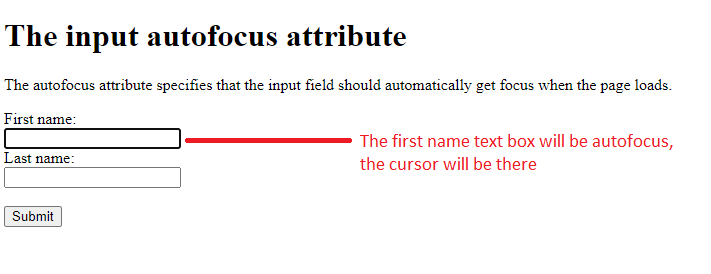 The input autofocus attribute
The autofocus attribute specifies that the input field should automatically get focus when the page loads.
First name:
The first name text box will be autofocus,
the cursor will be there
Last name:
Submit